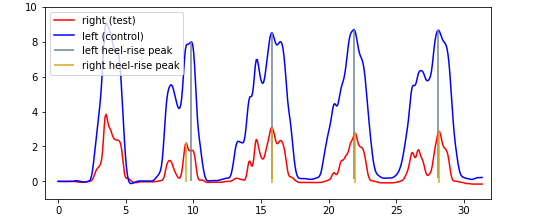 10
8
6
4
2
0
right (test)
left (control)
left heel-rise peak
right heel-rise peak
0 5 10 15 20 25 30